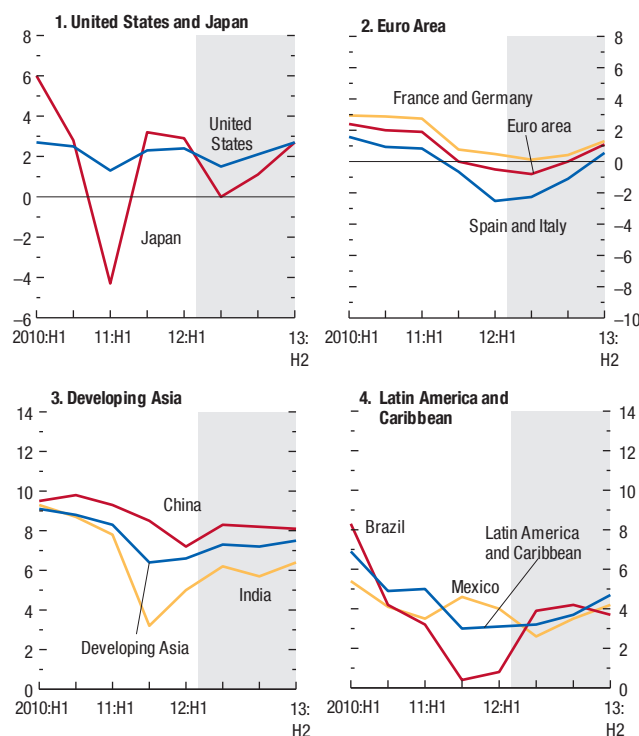 1. United States and Japan
8
6
4
2
0
−2
−4
−6
United
States
Japan
2010:H1
11:H1
12:H1
13:
H2
2. Euro Area
8
6
4
2
0
−2
−4
−6
−8
−10
France and Germany
Euro area
Spain and Italy
2010:H1
11:H1
12:H1
13:
H2
3. Developing Asia
14
12
10
8
6
4
2
0
China
India
Developing Asia
2010:H1
11:H1
12:H1
13:
H2
4. Latin America and
Caribbean
14
12
10
8
6
4
2
0
Brazil
Latin America
and Caribbean
Mexico
2010:H1
11:H1
12:H1
13:
H2